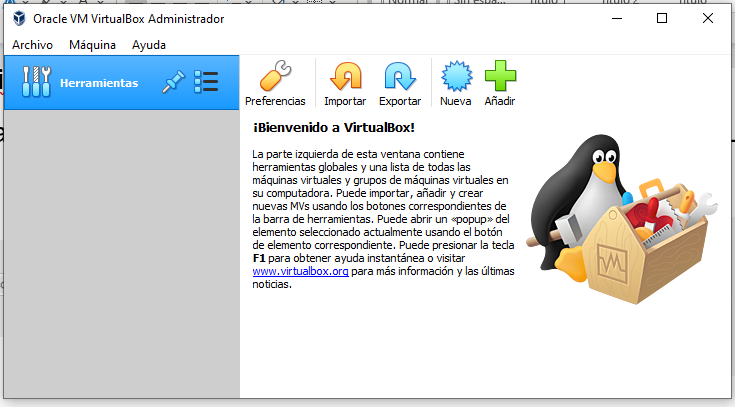 Oracle VM VirtualBox Administrador
Archivo Máquina Ayuda
Herramientas
Preferencias Importar Exportar Nueva Añadir
¡Bienvenido a VirtualBox!
La parte izquierda de esta ventana contiene
herramientas globales y una lista de todas las
máquinas virtuales y grupos de máquinas virtuales en
su computadora. Puede importar, añadir y crear
nuevas MVs usando los botones correspondientes de
la barra de herramientas. Puede abrir un «popup» del
elemento seleccionado actualmente usando el botón
de elemento correspondiente. Puede presionar la tecla
F1 para obtener ayuda instantánea o visitar
www.virtualbox.org para más información y las últimas
noticias.